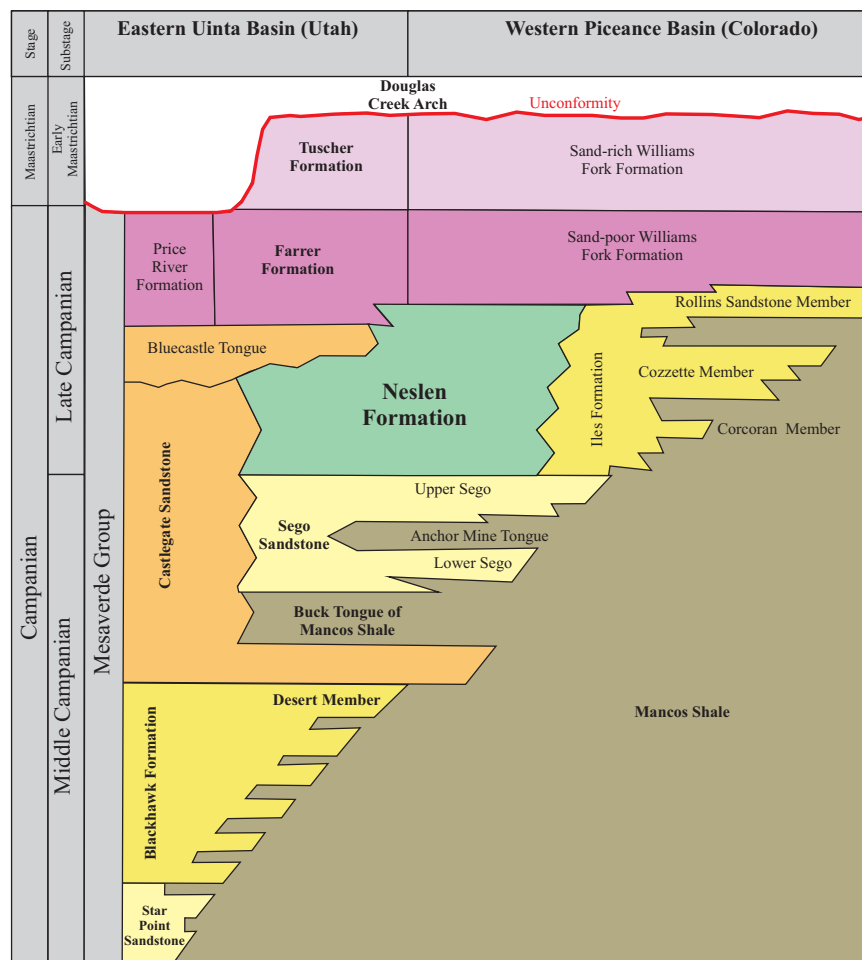 Stage
Substage
Eastern Uinta Basin (Utah)
Western Piceance Basin (Colorado)
Maastrichtian
Early
Maastrichtian
Douglas
Creek Arch
Unconformity
Tuscher
Formation
Sand-rich Williams
Fork Formation
Campanian
Late Campanian
Middle Campanian
Mesaverde Group
Price
River
Formation
Farrer
Formation
Sand-poor Williams
Fork Formation
Rollins Sandstone Member
Bluecastle Tongue
Neslen
Formation
Iles Formation
Cozzette Member
Corcoran Member
Castlegate Sandstone
Upper Sego
Sego
Sandstone
Anchor Mine Tongue
Lower Sego
Buck Tongue of
Mancos Shale
Desert Member
Mancos Shale
Blackhawk Formation
Star
Point
Sandstone